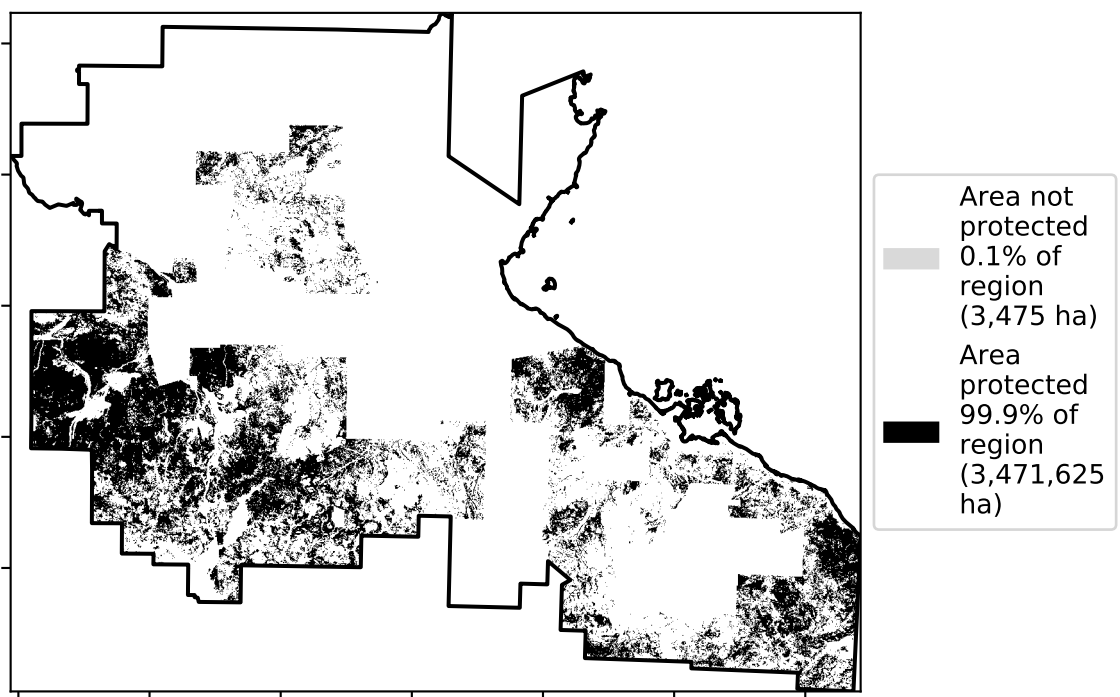 Area not
protected
0.1% of
region
(3,475 ha)
Area
protected
99.9% of
region
(3,471,625
ha)